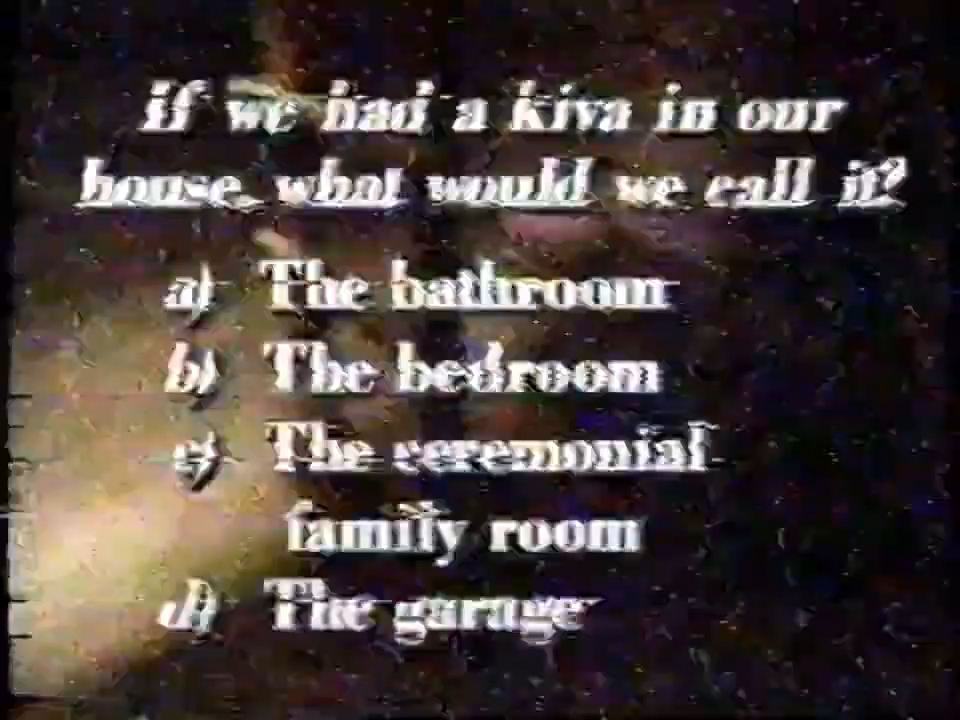 If we had a kiva in our
house, what would we call it?
a) The bathroom
b) The bedroom
c) The ceremonial
family room
d) The garage